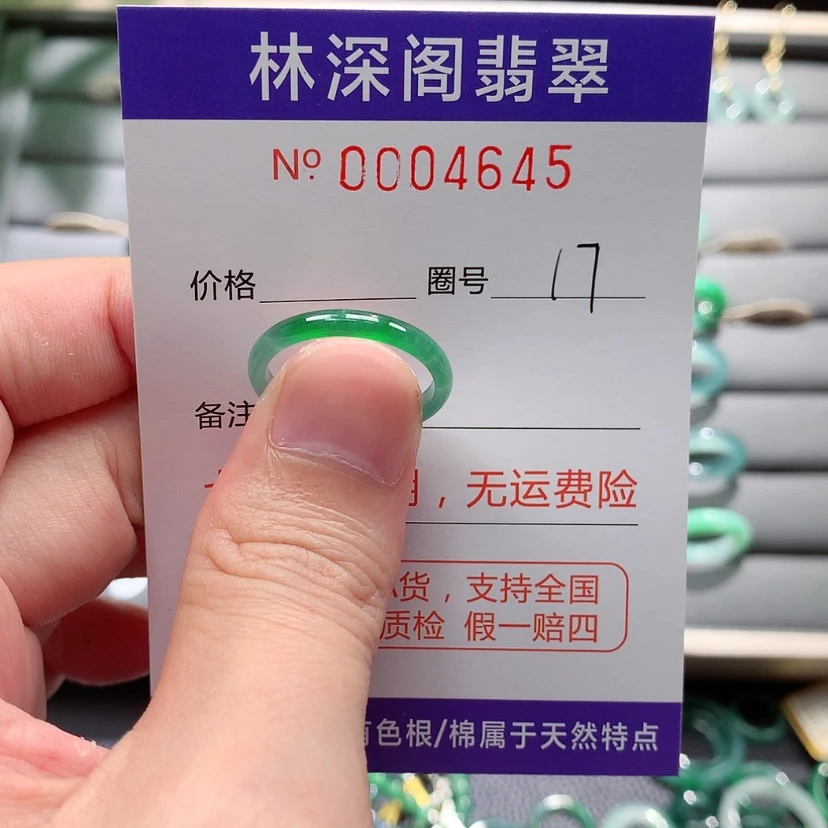 林深阁翡翠
Nº 0004645
价格 圈号 17
备注
，无运费险
货，支持全国
质检 假一赔四
色根/棉属于天然特点